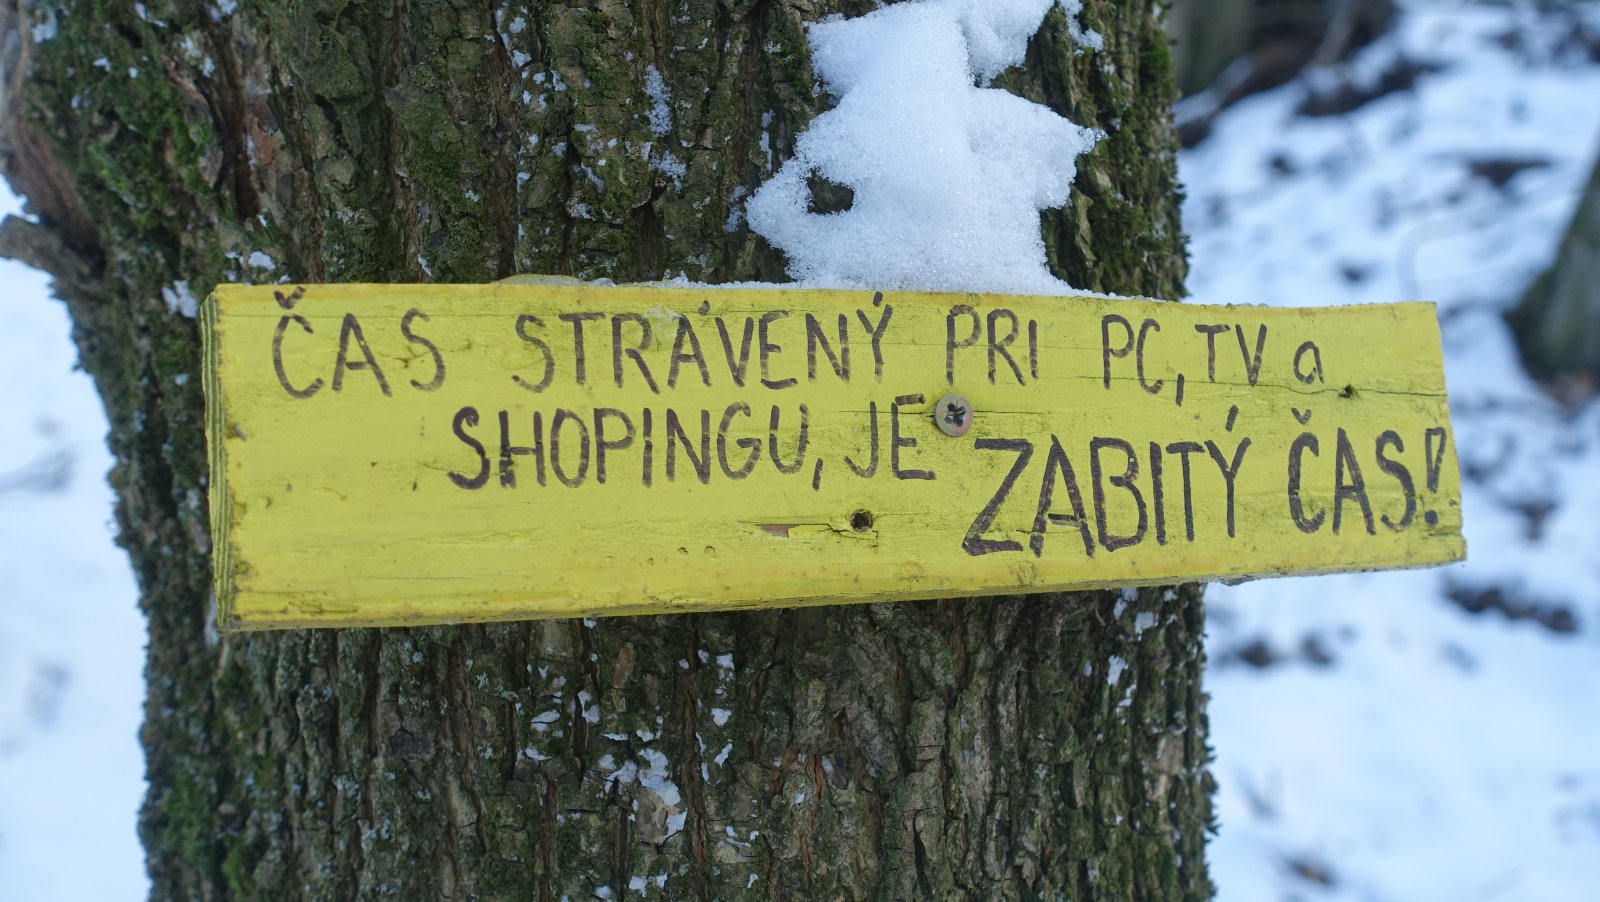 ČAS STRÁVENÝ PRI PC, TV a
SHOPINGU, JE ZABITÝ ČAS!